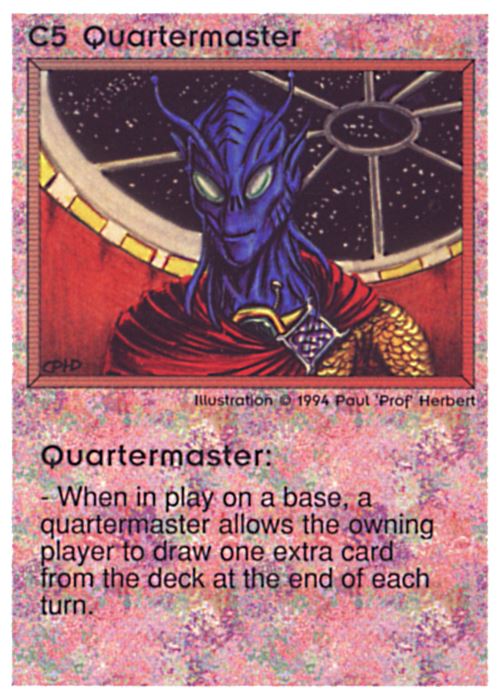 C5 Quartermaster
CPHD
Illustration © 1994 Paul 'Prof' Herbert
Quartermaster:
- When in play on a base, a
quartermaster allows the owning
player to draw one extra card
from the deck at the end of each
turn.